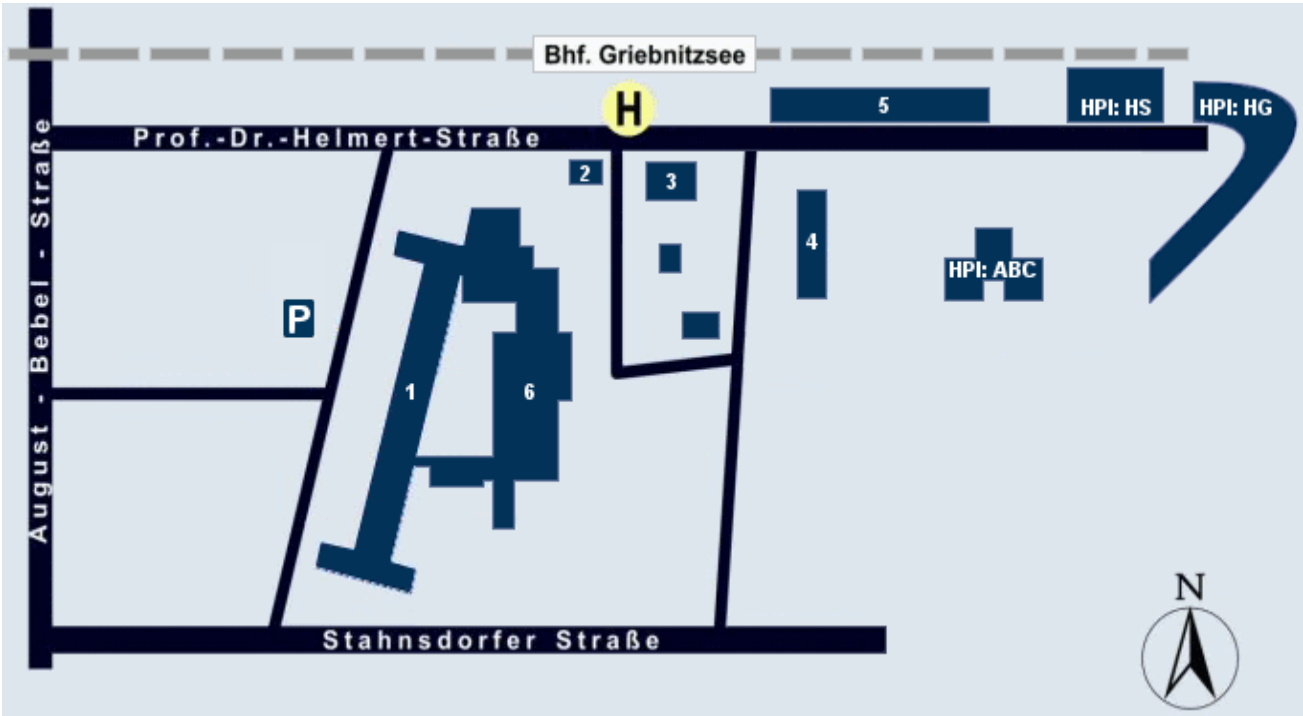 Bhf. Griebnitzsee
H
5
HPI: HS
HPI: HG
Prof.-Dr.-Helmert-Straße
August - Bebel - Straße
2
3
4
HPI: ABC
P
1
6
N
Stahnsdorfer Straße